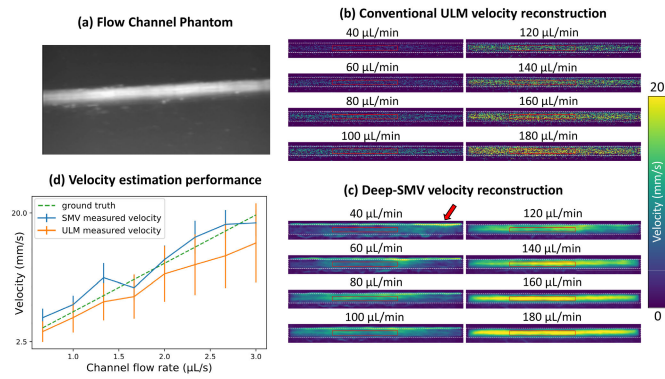 (a) Flow Channel Phantom
(b) Conventional ULM velocity reconstruction
40 μL/min 120 μL/min
60 μL/min 140 μL/min
80 μL/min 160 μL/min
100 μL/min 180 μL/min
(c) Deep-SMV velocity reconstruction
40 μL/min 120 μL/min
60 μL/min 140 μL/min
80 μL/min 160 μL/min
100 μL/min 180 μL/min
20
Velocity (mm/s)
0
(d) Velocity estimation performance
ground truth
SMV measured velocity
ULM measured velocity
20.0
2.5
Velocity (mm/s)
1.0 1.5 2.0 2.5 3.0
Channel flow rate (μL/s)